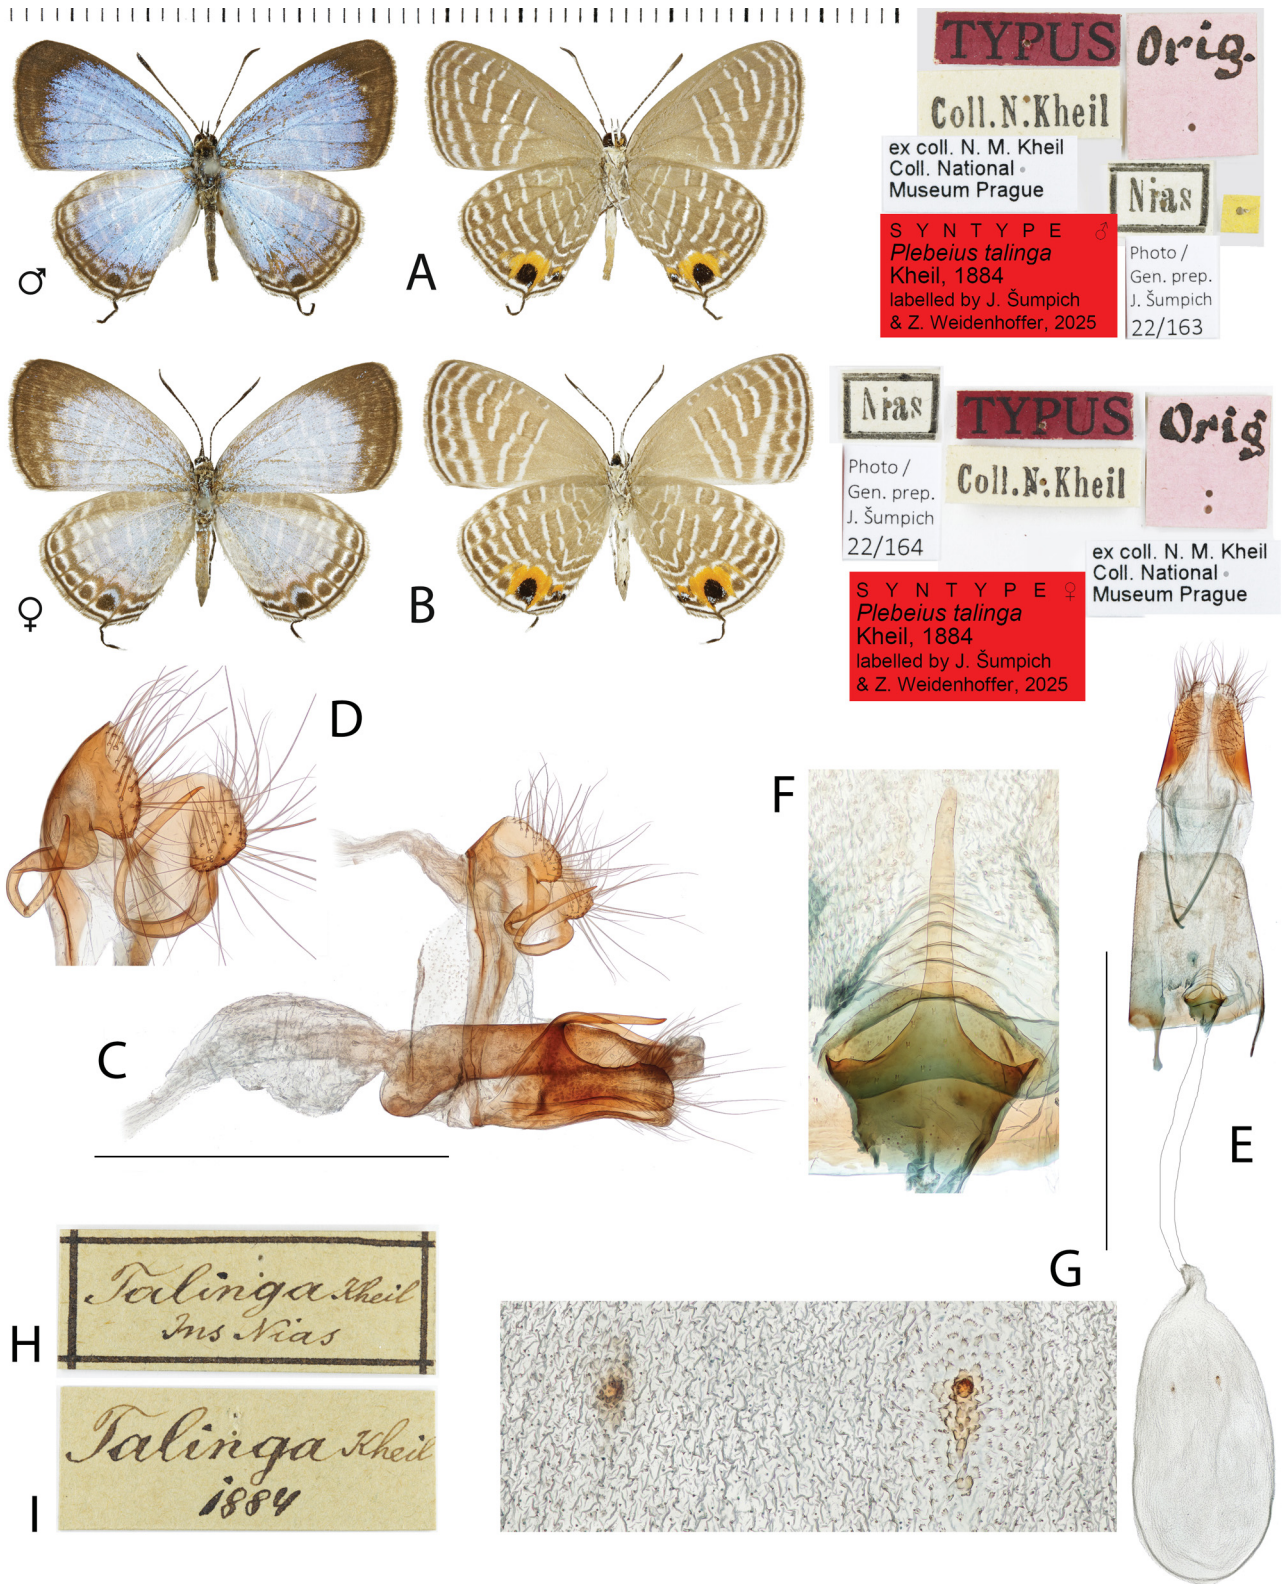 TYPUS
Orig.
Coll. N. Kheil
ex coll. N. M. Kheil
Coll. National
Museum Prague
Nias
SYNTYPE ♂
Plebeius talinga
Kheil, 1884
labelled by J. Šumpich
& Z. Weidenhoffer, 2025
Photo /
Gen. prep.
J. Šumpich
22/163
♂
A
Nias
TYPUS
Orig
Coll. N. Kheil
Photo /
Gen. prep.
J. Šumpich
22/164
ex coll. N. M. Kheil
Coll. National
Museum Prague
SYNTYPE ♀
Plebeius talinga
Kheil, 1884
labelled by J. Šumpich
& Z. Weidenhoffer, 2025
♀
B
D
F
C
E
G
H
Talinga Kheil
Ins Nias
I
Talinga Kheil
1884